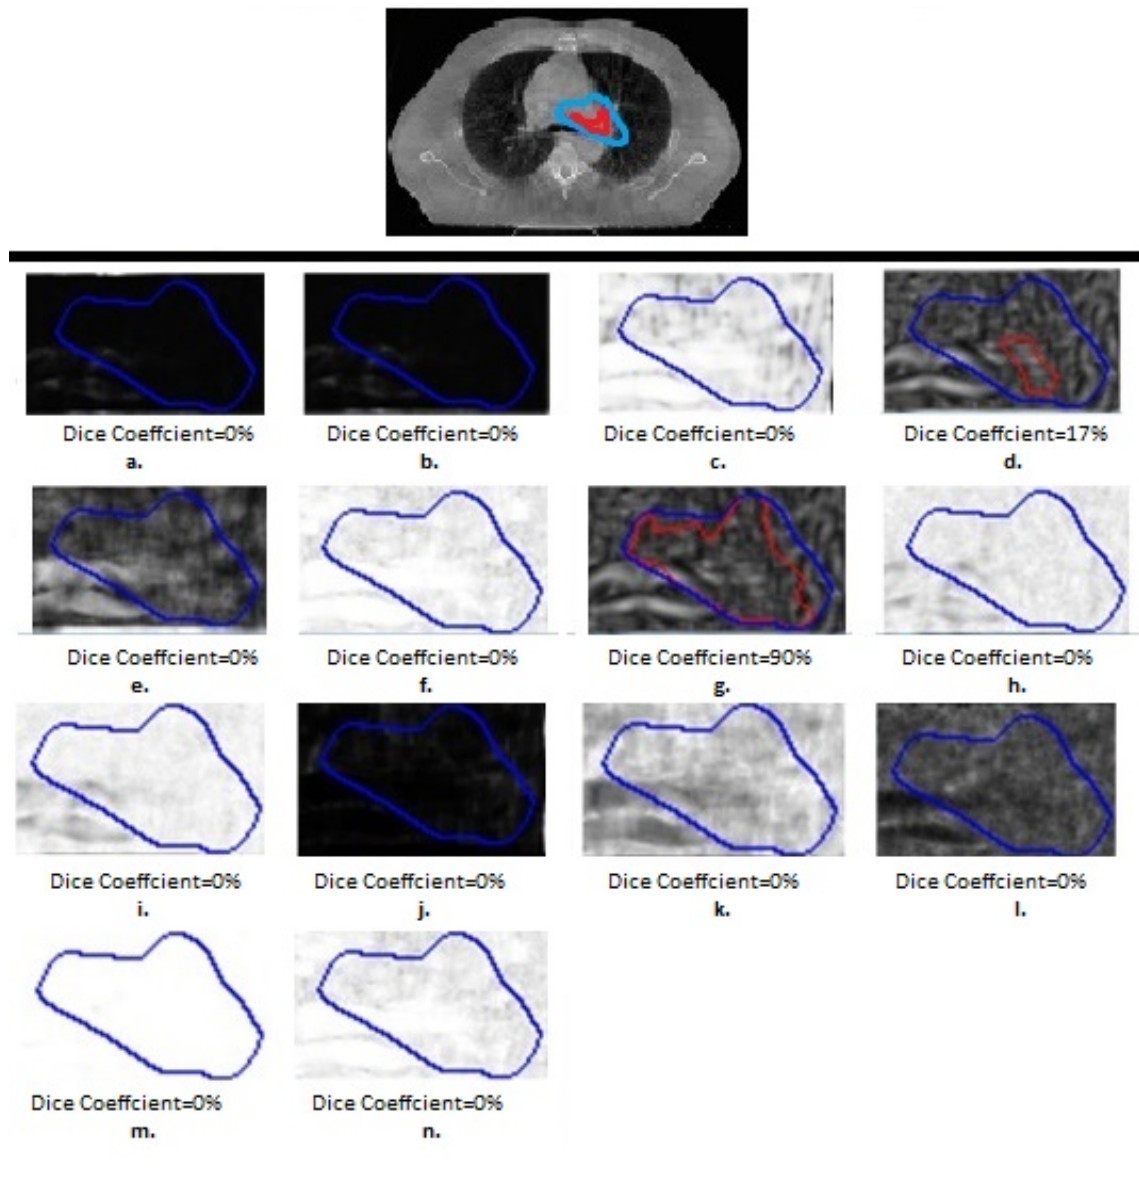 Dice Coeffcient=0% Dice Coeffcient=0% Dice Coeffcient=0% Dice Coeffcient=17%
a. b. c. d.
Dice Coeffcient=0% Dice Coeffcient=0% Dice Coeffcient=90% Dice Coeffcient=0%
e. f. g. h.
Dice Coeffcient=0% Dice Coeffcient=0% Dice Coeffcient=0% Dice Coeffcient=0%
i. j. k. l.
Dice Coeffcient=0% Dice Coeffcient=0%
m. n.